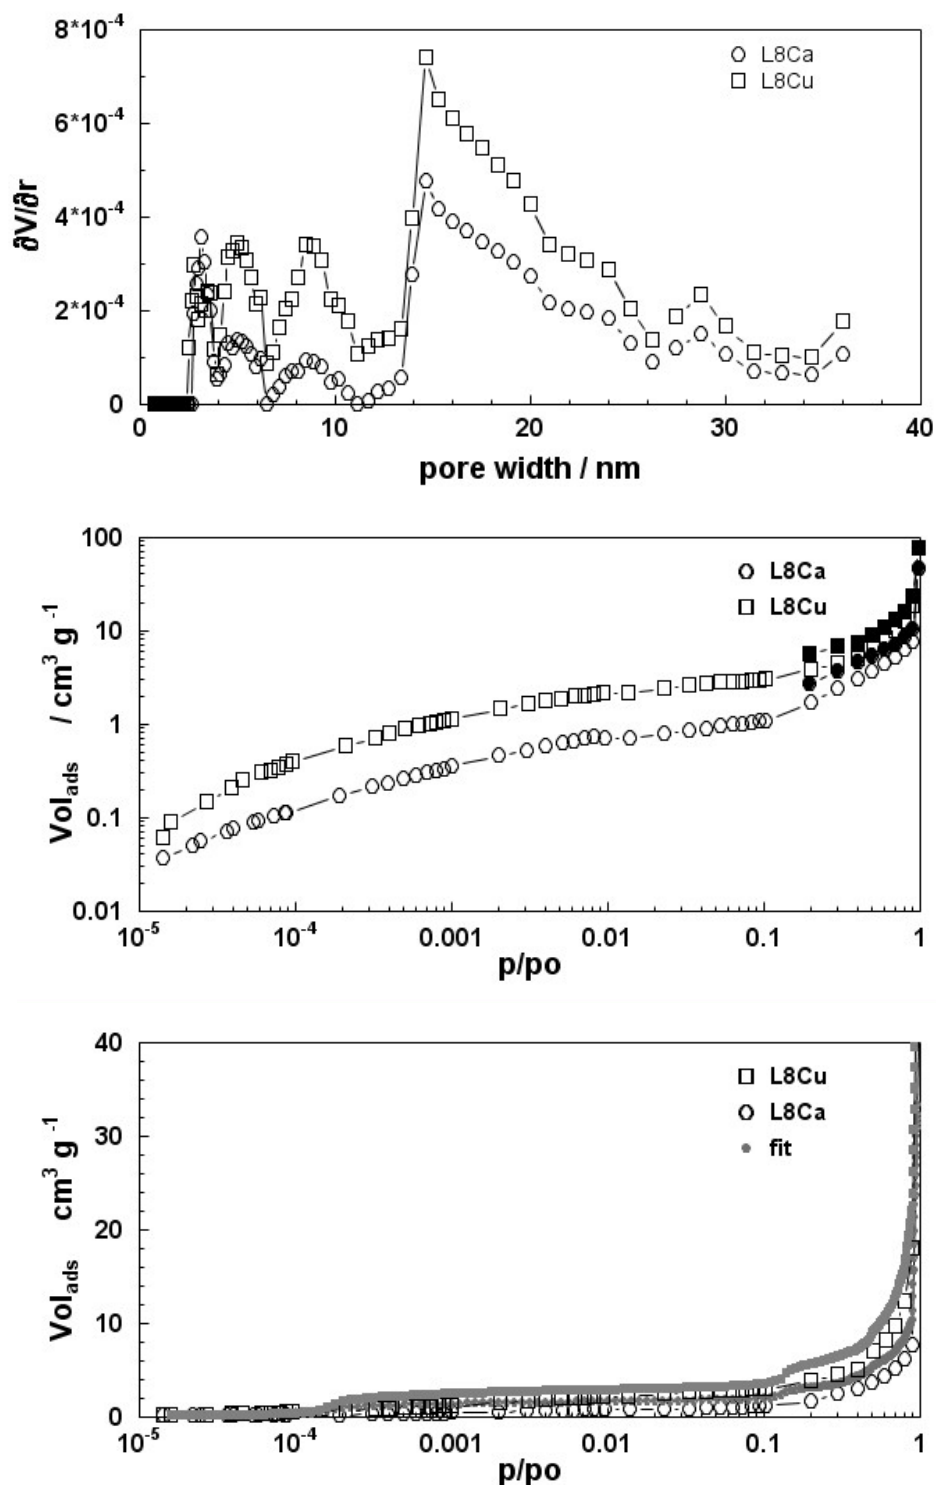 8*10⁻⁴
L8Ca
L8Cu
6*10⁻⁴
∂V/∂r
4*10⁻⁴
2*10⁻⁴
0
0 10 20 30 40
pore width / nm
100
L8Ca
L8Cu
10
Vol_ads / cm³ g⁻¹
1
0.1
0.01
10⁻⁵ 10⁻⁴ 0.001 0.01 0.1 1
p/po
40
L8Cu
L8Ca
fit
30
Vol_ads cm³ g⁻¹
20
10
0
10⁻⁵ 10⁻⁴ 0.001 0.01 0.1 1
p/po